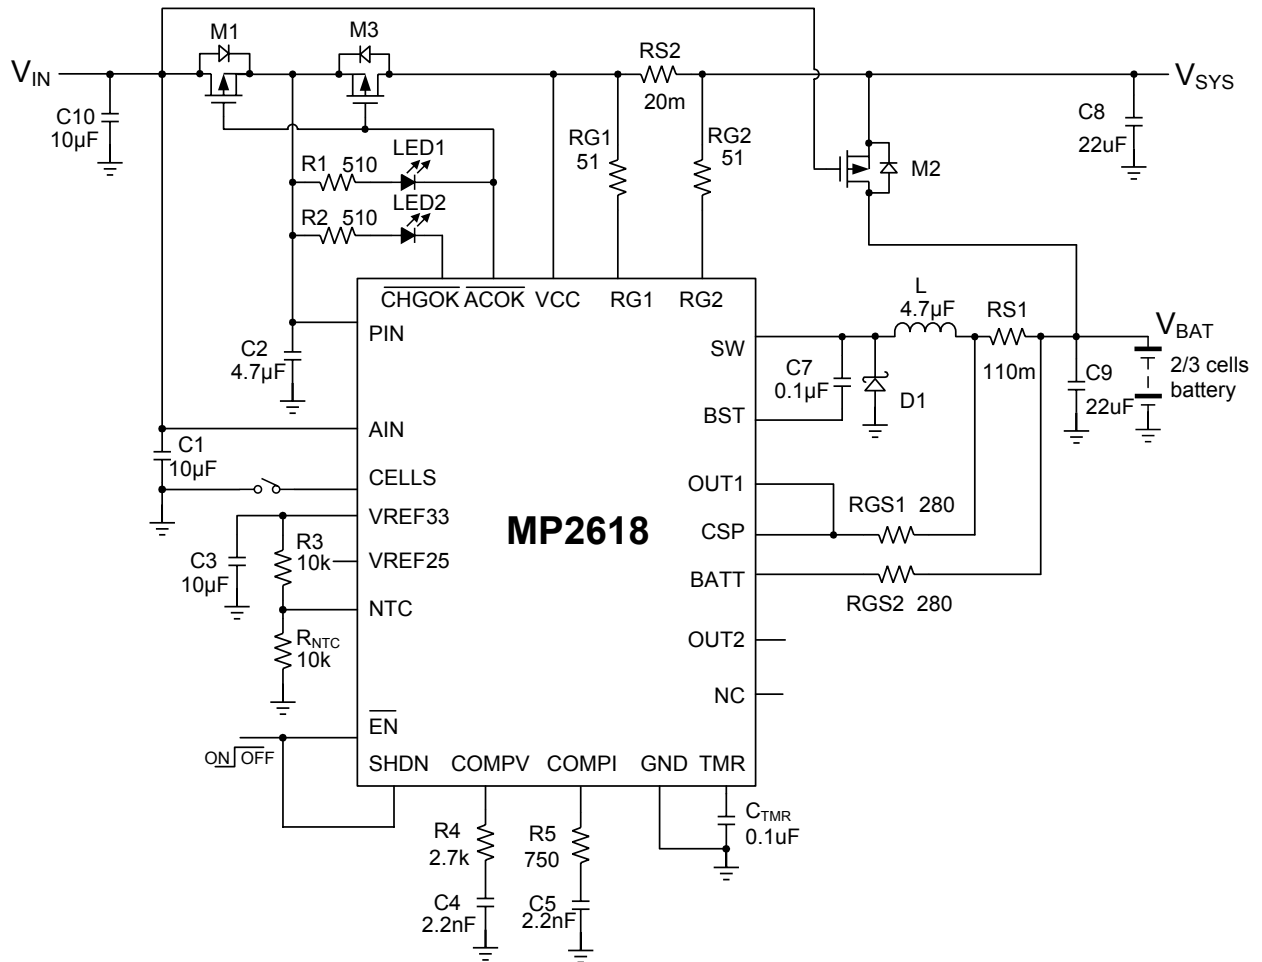 M1
M3
RS2
20m
VIN
VSYS
C10
10µF
C8
22uF
RG1
51
RG2
51
M2
R1 510
LED1
R2 510
LED2
CHGOK
ACOK
VCC
RG1
RG2
PIN
C2
4.7µF
SW
L
4.7µF
RS1
110m
VBAT
2/3 cells
battery
C7
0.1µF
D1
C9
22uF
BST
AIN
C1
10µF
CELLS
OUT1
RGS1 280
VREF33
MP2618
CSP
R3
10k
VREF25
C3
10µF
BATT
RGS2 280
NTC
RNTC
10k
OUT2
NC
EN
ON OFF
SHDN
COMPV
COMPI
GND
TMR
R4
2.7k
R5
750
CTMR
0.1uF
C4
2.2nF
C5
2.2nF